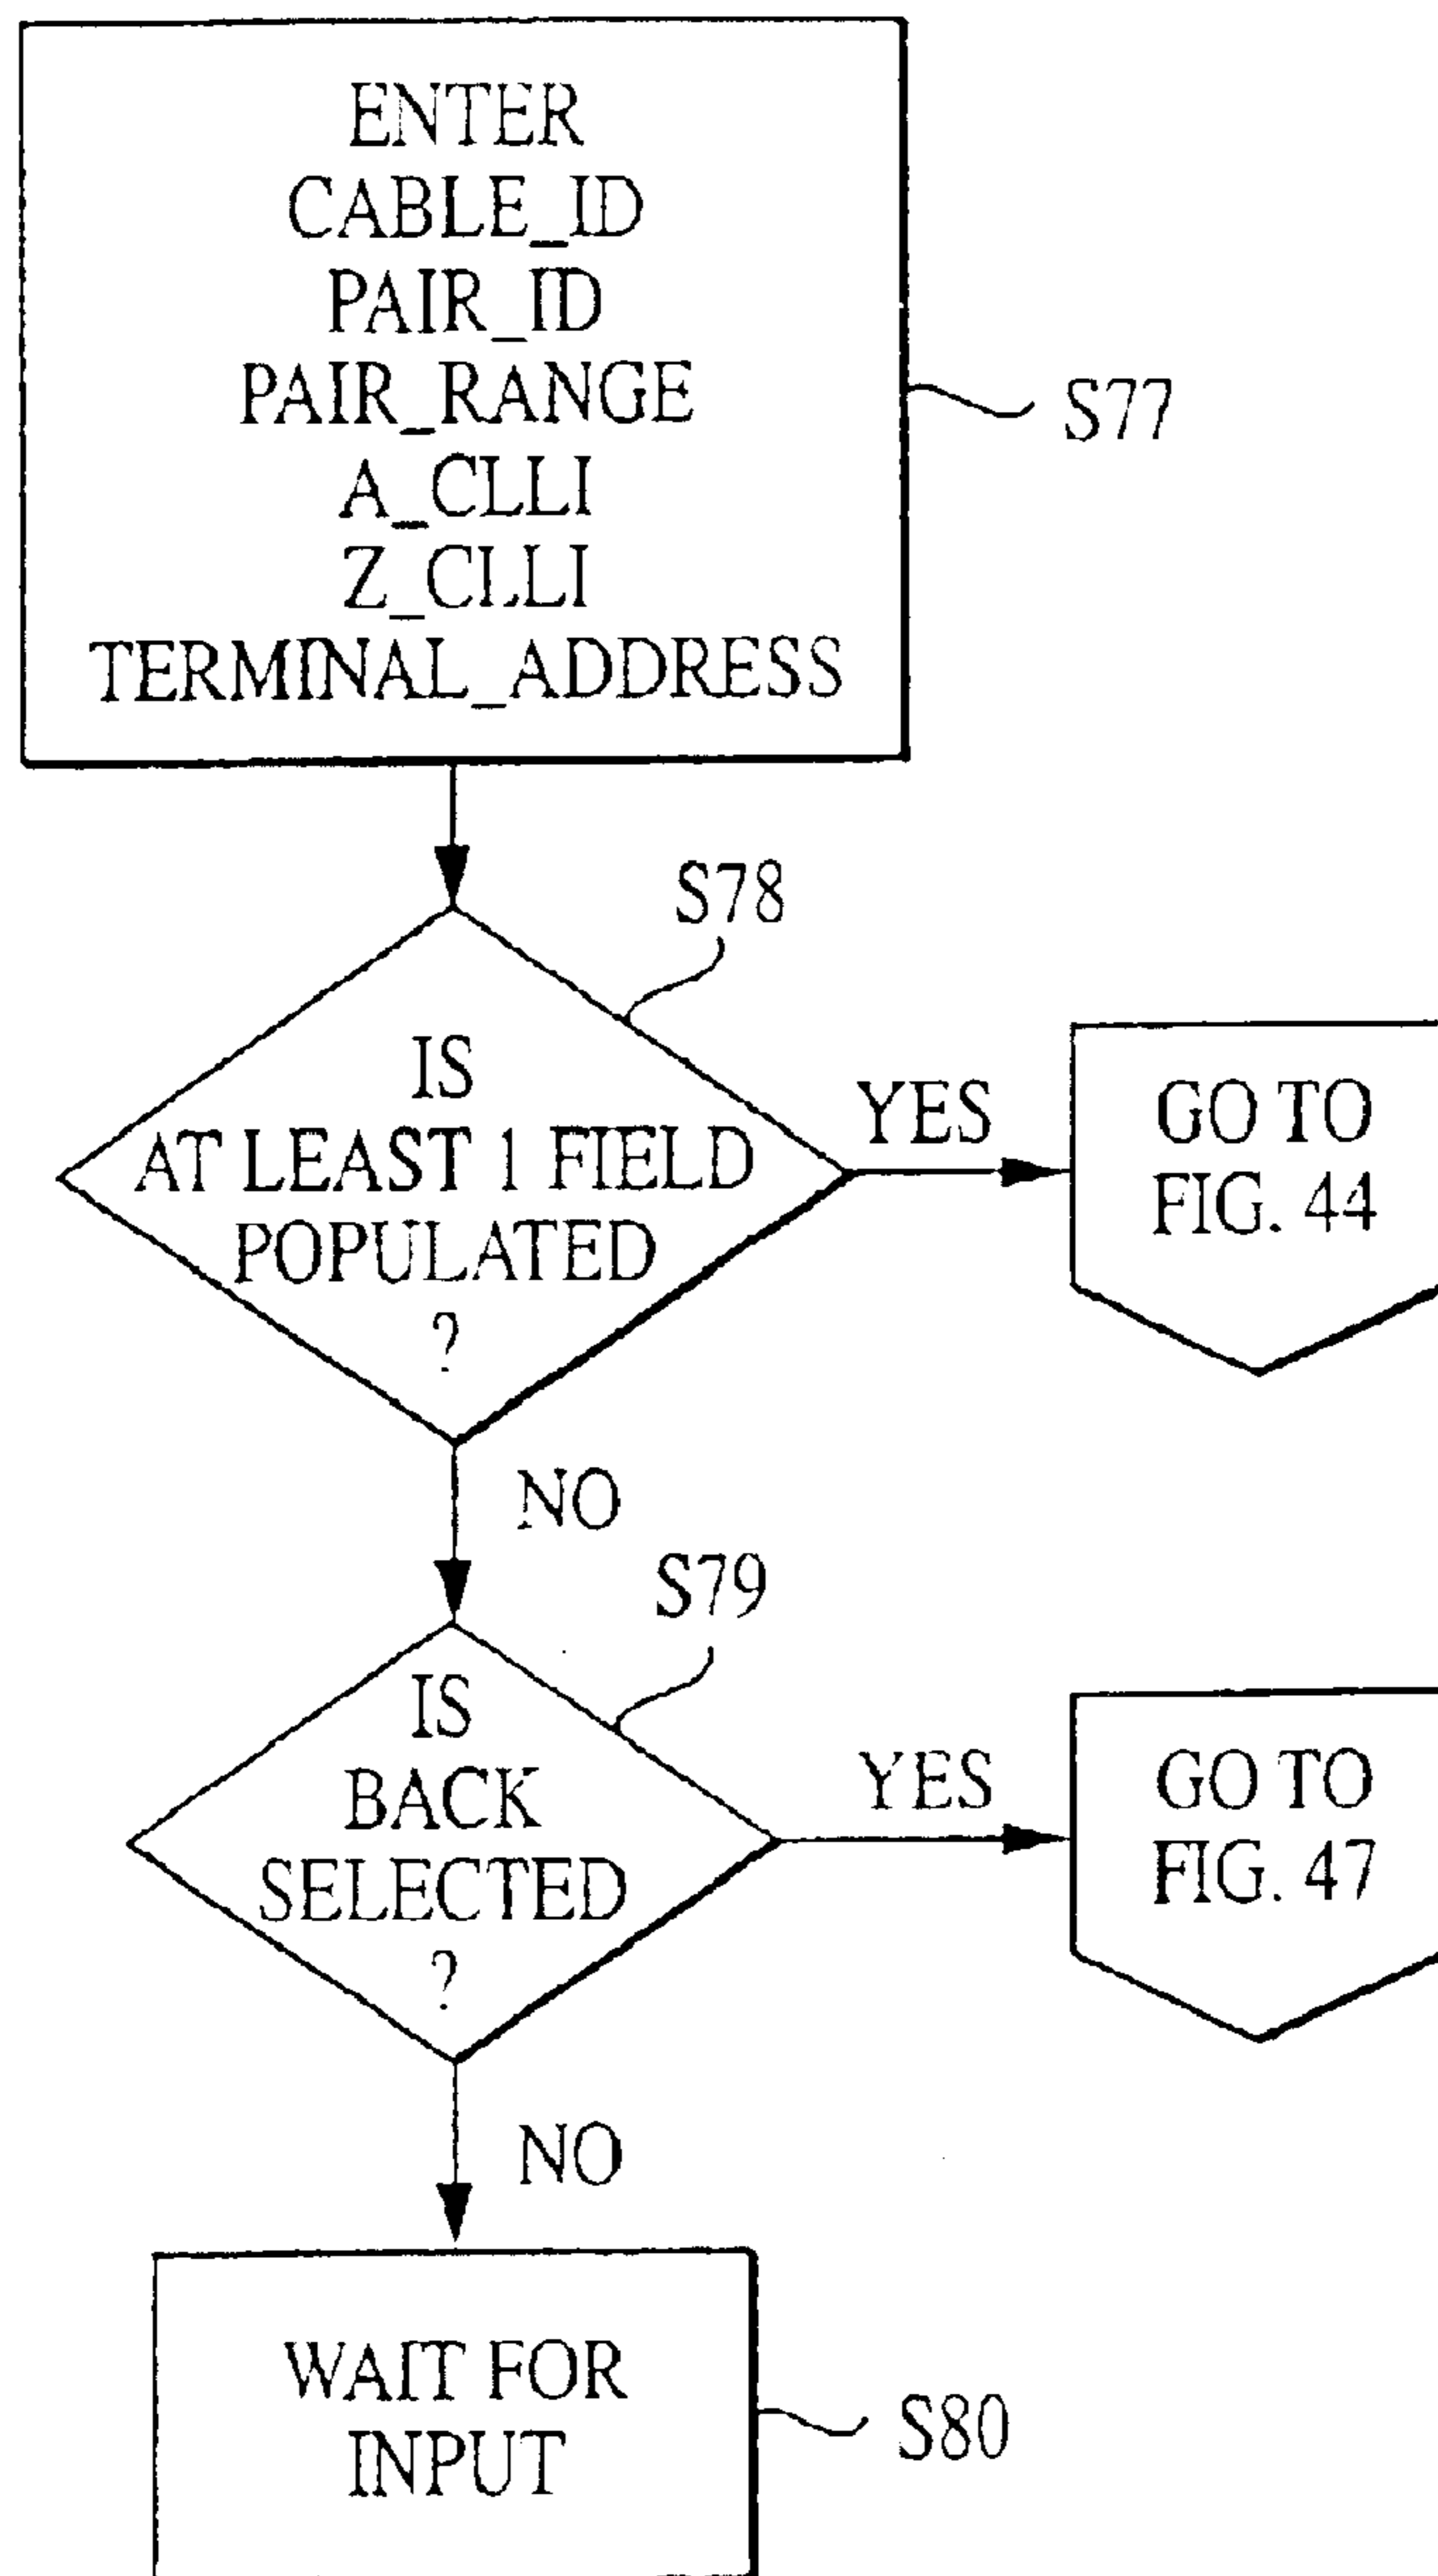 ENTER
CABLE_ID
PAIR_ID
PAIR_RANGE
A_CLLI
Z_CLLI
TERMINAL_ADDRESS
S77
S78
IS
AT LEAST 1 FIELD
POPULATED
?
YES
GO TO
FIG. 44
NO
S79
IS
BACK
SELECTED
?
YES
GO TO
FIG. 47
NO
WAIT FOR
INPUT
S80